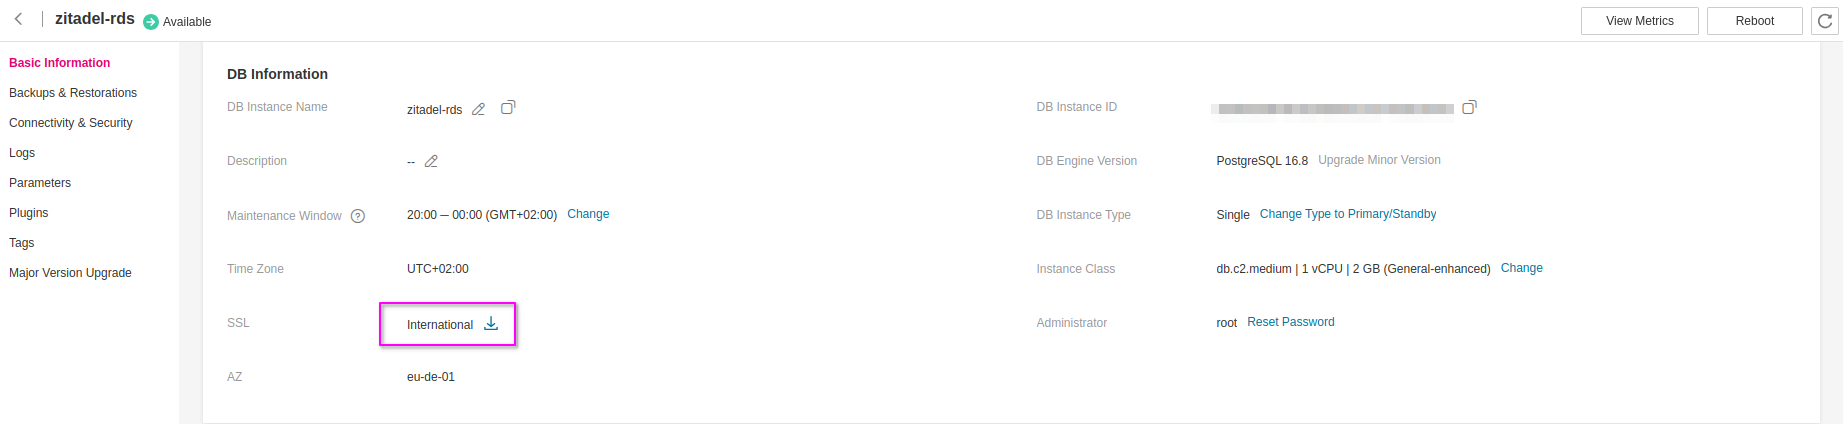 zitadel-rds Available View Metrics Reboot
Basic Information
Backups & Restorations
Connectivity & Security
Logs
Parameters
Plugins
Tags
Major Version Upgrade
DB Information
DB Instance Name zitadel-rds
DB Instance ID
Description --
DB Engine Version PostgreSQL 16.8 Upgrade Minor Version
Maintenance Window ? 20:00 — 00:00 (GMT+02:00) Change
DB Instance Type Single Change Type to Primary/Standby
Time Zone UTC+02:00
Instance Class db.c2.medium | 1 vCPU | 2 GB (General-enhanced) Change
SSL International
Administrator root Reset Password
AZ eu-de-01